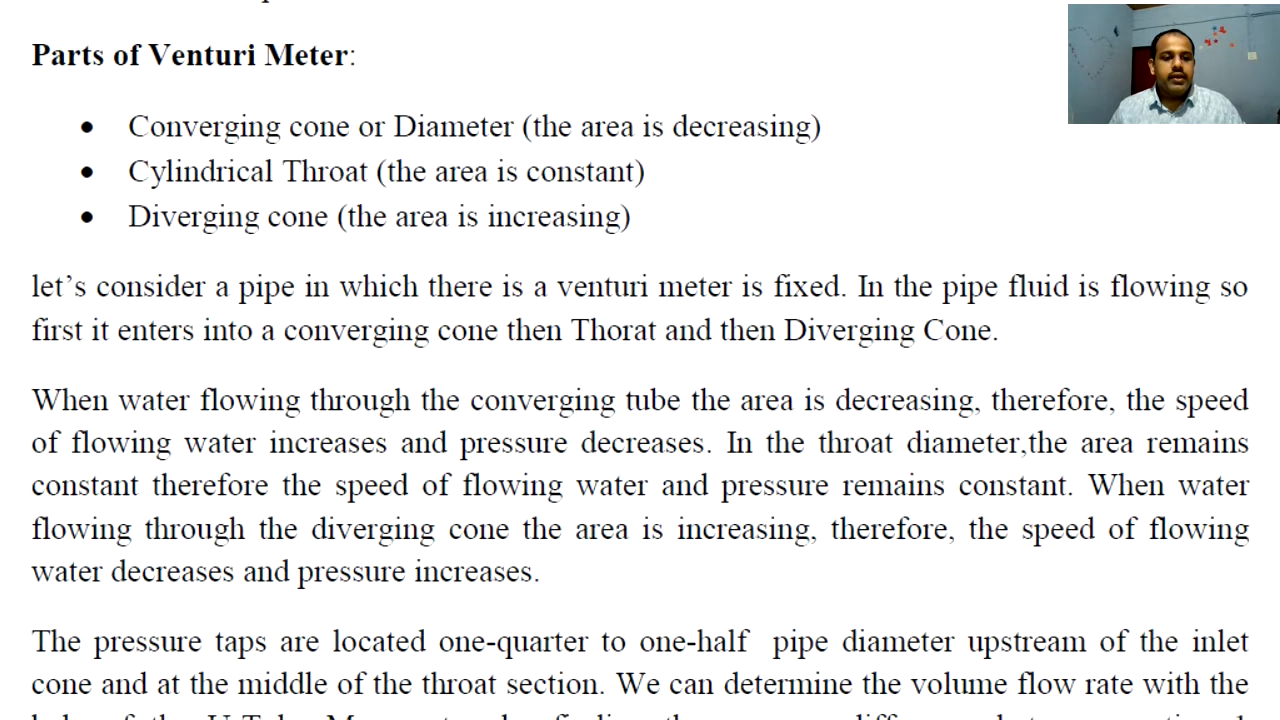 Parts of Venturi Meter:
• Converging cone or Diameter (the area is decreasing)
• Cylindrical Throat (the area is constant)
• Diverging cone (the area is increasing)
let’s consider a pipe in which there is a venturi meter is fixed. In the pipe fluid is flowing so
first it enters into a converging cone then Thorat and then Diverging Cone.
When water flowing through the converging tube the area is decreasing, therefore, the speed
of flowing water increases and pressure decreases. In the throat diameter,the area remains
constant therefore the speed of flowing water and pressure remains constant. When water
flowing through the diverging cone the area is increasing, therefore, the speed of flowing
water decreases and pressure increases.
The pressure taps are located one-quarter to one-half pipe diameter upstream of the inlet
cone and at the middle of the throat section. We can determine the volume flow rate with the